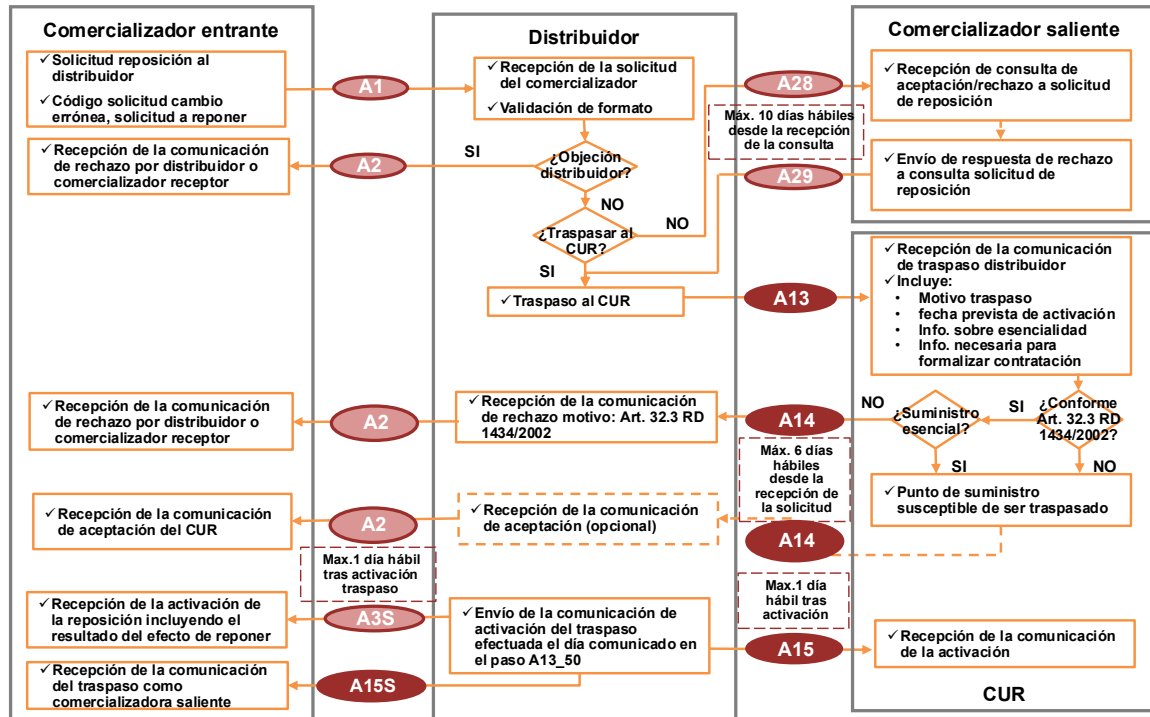 Comercializador entrante
Distribuidor
Comercializador saliente
✓Solicitud reposición al
distribuidor
✓Código solicitud cambio
errónea, solicitud a reponer
A1
✓Recepción de la solicitud
del comercializador
✓Validación de formato
A28
✓Recepción de consulta de
aceptación/rechazo a solicitud
de reposición
Máx. 10 días hábiles
desde la recepción
de la consulta
✓Recepción de la comunicación
de rechazo por distribuidor o
comercializador receptor
A2
SI
¿Objeción
distribuidor?
NO
A29
✓Envío de respuesta de rechazo
a consulta solicitud de
reposición
¿Traspasar al
CUR?
NO
SI
✓Traspaso al CUR
A13
✓Recepción de la comunicación
de traspaso distribuidor
✓Incluye:
• Motivo traspaso
• fecha prevista de activación
• Info. sobre esencialidad
• Info. necesaria para
formalizar contratación
✓Recepción de la comunicación
de rechazo por distribuidor o
comercializador receptor
A2
✓Recepción de la comunicación
de rechazo motivo: Art. 32.3 RD
1434/2002
A14
NO
¿Suministro
esencial?
SI
¿Conforme
Art. 32.3 RD
1434/2002?
SI
NO
Máx. 6 días
hábiles
desde la
recepción de
la solicitud
✓Punto de suministro
susceptible de ser traspasado
✓Recepción de la comunicación
de aceptación del CUR
A2
✓Recepción de la comunicación
de aceptación (opcional)
A14
Max.1 día hábil
tras activación
traspaso
Max.1 día
hábil tras
activación
✓Recepción de la activación de
la reposición incluyendo el
resultado del efecto de reponer
A3S
✓Envío de la comunicación de
activación del traspaso
efectuada el día comunicado en
el paso A13_50
A15
✓Recepción de la comunicación
de la activación
✓Recepción de la comunicación
del traspaso como
comercializadora saliente
A15S
CUR